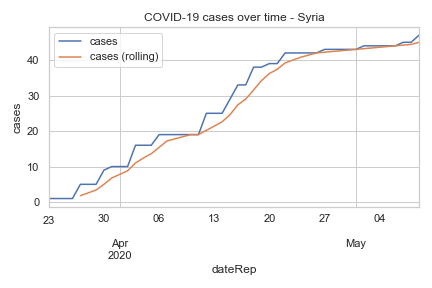 COVID-19 cases over time - Syria
cases
cases (rolling)
cases
40
30
20
10
0
23 30 06 13 20 27 04
Apr May
2020
dateRep